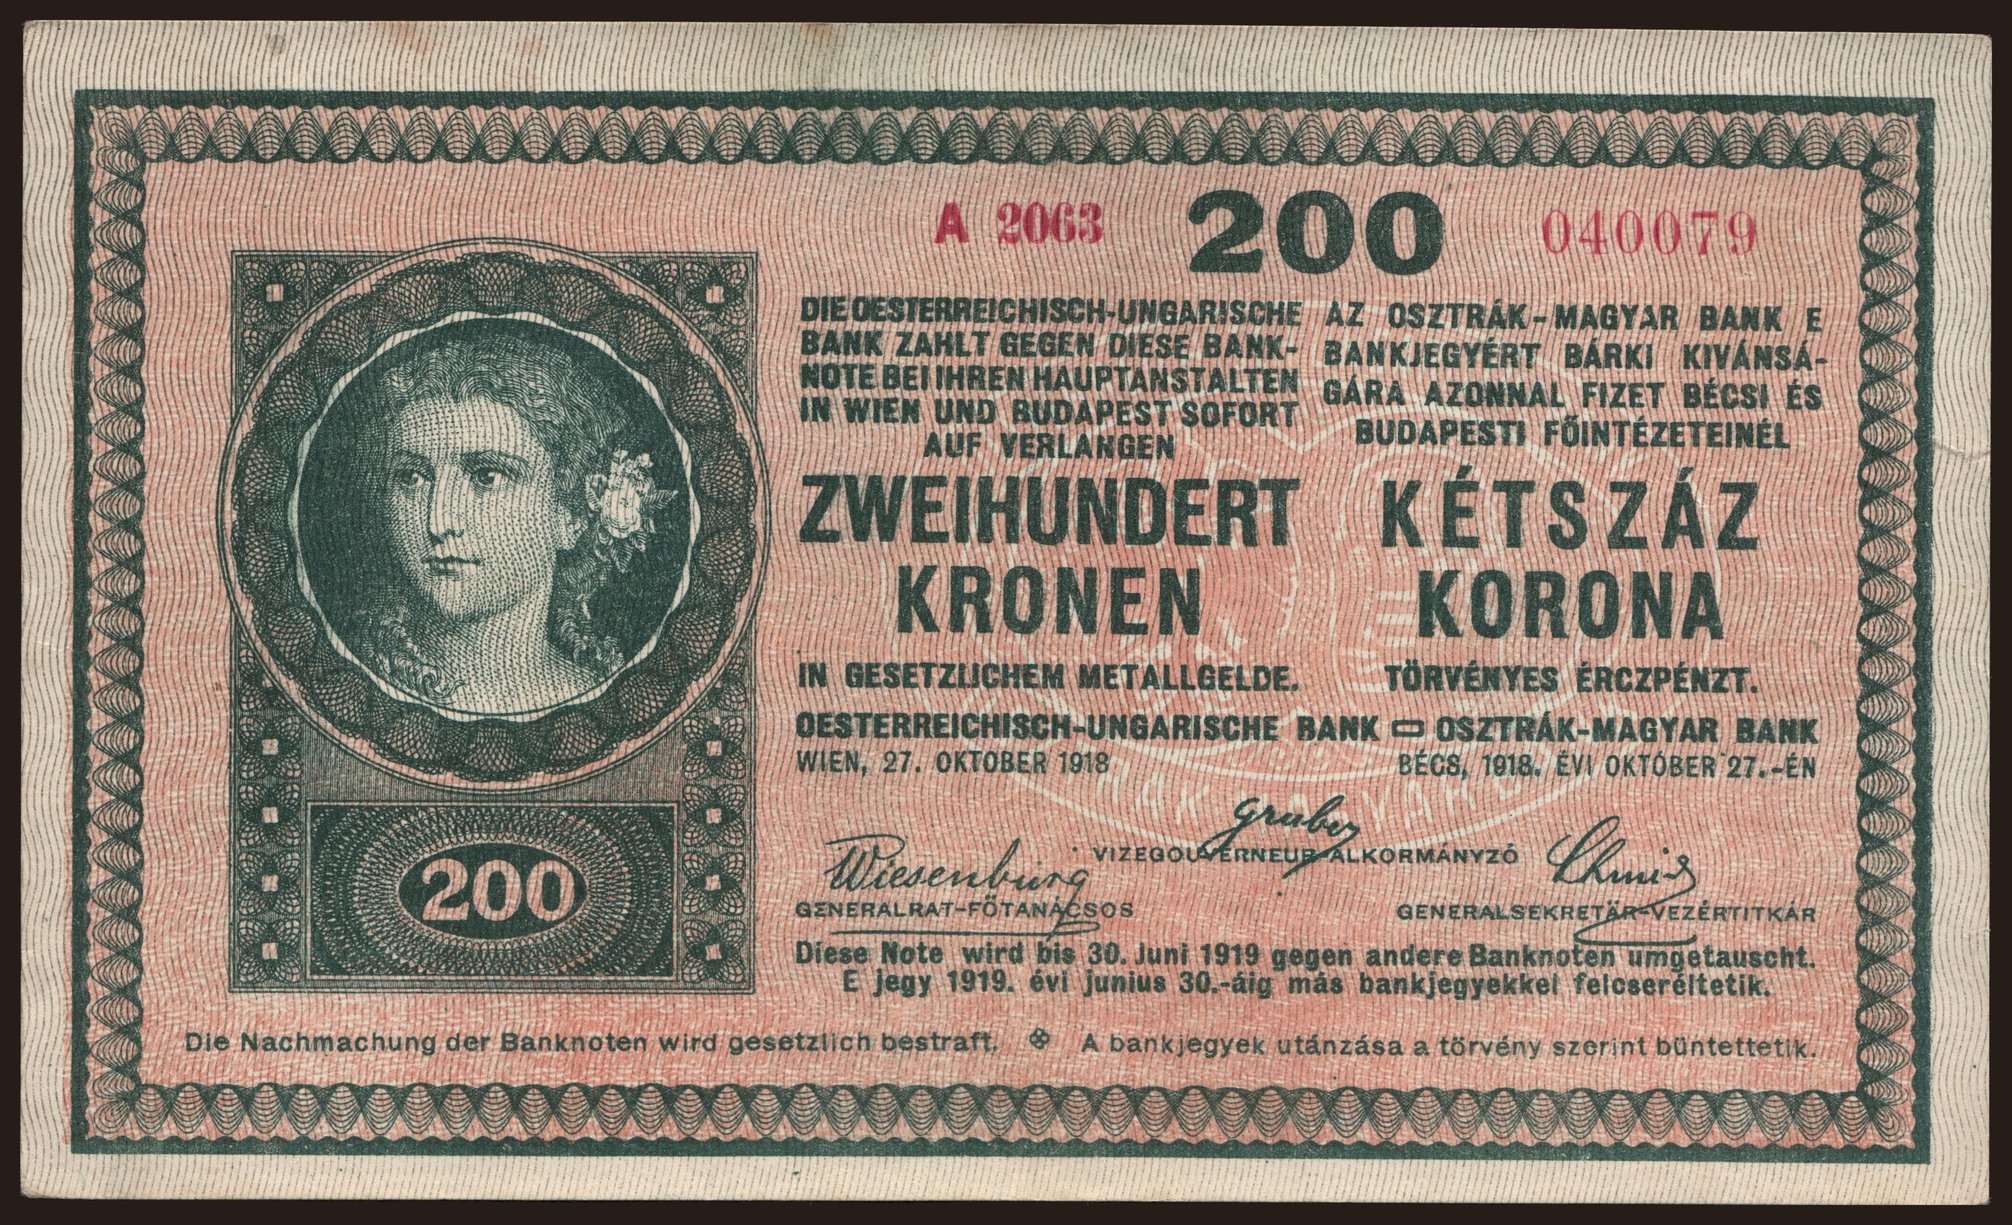 A 2063 200 040079
DIE OESTERREICHISCH-UNGARISCHE
BANK ZAHLT GEGEN DIESE BANK-
NOTE BEI IHREN HAUPTANSTALTEN
IN WIEN UND BUDAPEST SOFORT
AUF VERLANGEN
ZWEIHUNDERT
KRONEN
IN GESETZLICHEM METALLGELDE.
AZ OSZTRÁK-MAGYAR BANK E
BANKJEGYÉRT BÁRKI KIVÁNSÁ-
GÁRA AZONNAL FIZET BÉCSI ÉS
BUDAPESTI FŐINTÉZETEINÉL
KÉTSZÁZ
KORONA
TÖRVÉNYES ÉRCZPÉNZT.
OESTERREICHISCH-UNGARISCHE BANK OSZTRÁK-MAGYAR BANK
WIEN, 27. OKTOBER 1918
BÉCS, 1918. ÉVI OKTÓBER 27.-ÉN
Gruber
VIZEGOUVERNEUR-ALKORMÁNYZÓ
Wiesenburg
GENERALRAT-FŐTANÁCSOS
Schmid
GENERALSEKRETÄR-VEZÉRTITKÁR
200
Diese Note wird bis 30. Juni 1919 gegen andere Banknoten umgetauscht.
E jegy 1919. évi junius 30.-áig más bankjegyekkel felcseréltetik.
Die Nachmachung der Banknoten wird gesetzlich bestraft. A bankjegyek utánzása a törvény szerint büntettetik.